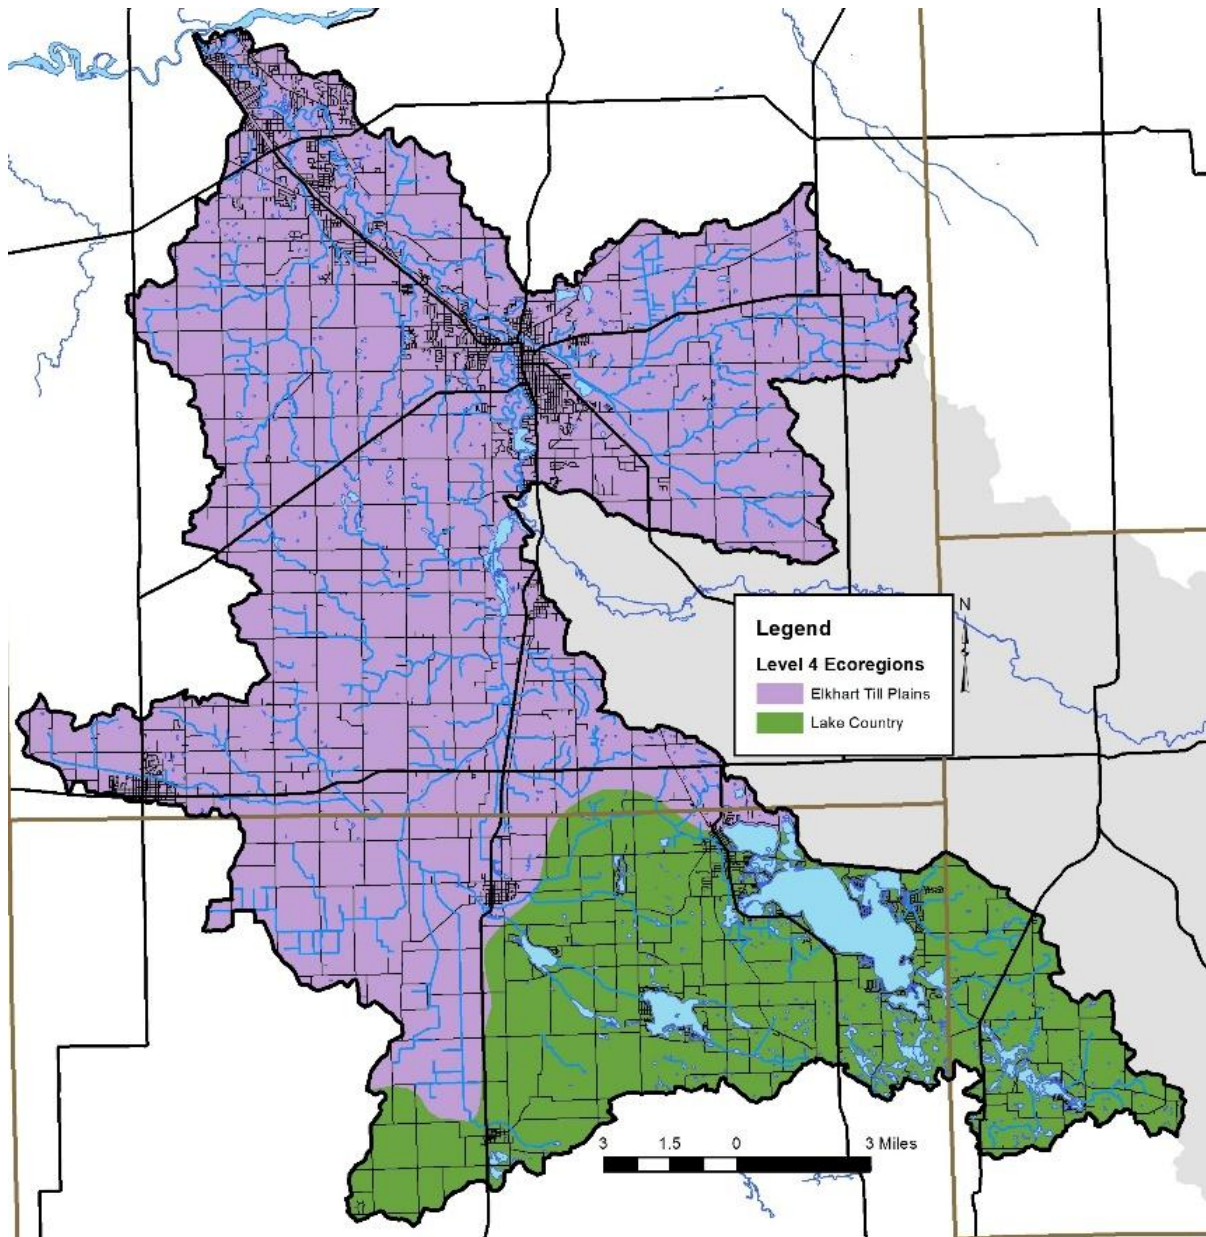 N
Legend
Level 4 Ecoregions
Elkhart Till Plains
Lake Country
3 1.5 0 3 Miles